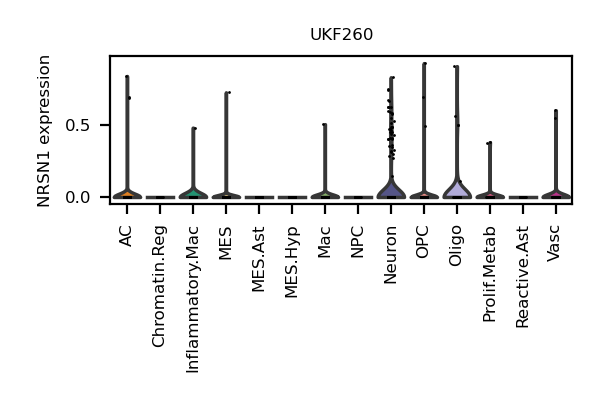 UKF260
NRSN1 expression
0.5
0.0
AC
Chromatin.Reg
Inflammatory.Mac
MES
MES.Ast
MES.Hyp
Mac
NPC
Neuron
OPC
Oligo
Prolif.Metab
Reactive.Ast
Vasc